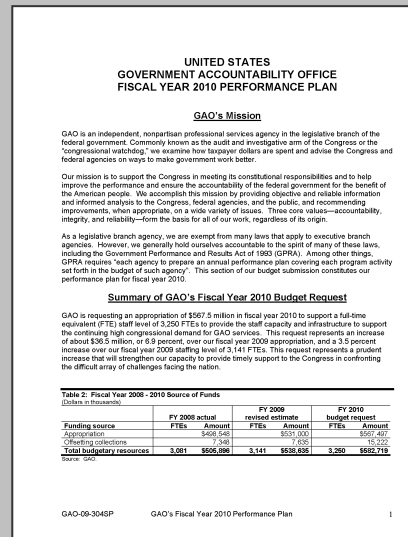 UNITED STATES
GOVERNMENT ACCOUNTABILITY OFFICE
FISCAL YEAR 2010 PERFORMANCE PLAN
GAO's Mission
GAO is an independent, nonpartisan professional services agency in the legislative branch of the
federal government. Commonly known as the audit and investigative arm of the Congress or the
"congressional watchdog," we examine how taxpayer dollars are spent and advise the Congress and
federal agencies on ways to make government work better.
Our mission is to support the Congress in meeting its constitutional responsibilities and to help
improve the performance and ensure the accountability of the federal government for the benefit of
the American people. We accomplish this mission by providing objective and reliable information
and informed analysis to the Congress, federal agencies, and the public, and recommending
improvements, when appropriate, on a wide variety of issues. Three core values—accountability,
integrity, and reliability—form the basis for all of our work, regardless of its origin.
As a legislative branch agency, we are exempt from many laws that apply to executive branch
agencies. However, we generally hold ourselves accountable to the spirit of many of these laws,
including the Government Performance and Results Act of 1993 (GPRA). Among other things,
GPRA requires "each agency to prepare an annual performance plan covering each program activity
set forth in the budget of such agency". This section of our budget submission constitutes our
performance plan for fiscal year 2010.
Summary of GAO's Fiscal Year 2010 Budget Request
GAO is requesting an appropriation of $567.5 million in fiscal year 2010 to support a full-time
equivalent (FTE) staff level of 3,250 FTEs to provide the staff capacity and infrastructure to support
the continuing high congressional demand for GAO services. This request represents an increase
of about $36.5 million, or 6.9 percent, over our fiscal year 2009 appropriation, and a 3.5 percent
increase over our fiscal year 2009 staffing level of 3,141 FTEs. This request represents a prudent
increase that will strengthen our capacity to provide timely support to the Congress in confronting
the difficult array of challenges facing the nation.
Table 2: Fiscal Year 2008 - 2010 Source of Funds
(Dollars in thousands)
FY 2009 FY 2010
FY 2008 actual revised estimate budget request
Funding source FTEs Amount FTEs Amount FTEs Amount
Appropriation $498,548 $531,000 $567,497
Offsetting collections 7,348 7,635 15,222
Total budgetary resources 3,081 $505,896 3,141 $538,635 3,250 $582,719
Source: GAO.
GAO-09-304SP GAO's Fiscal Year 2010 Performance Plan 1